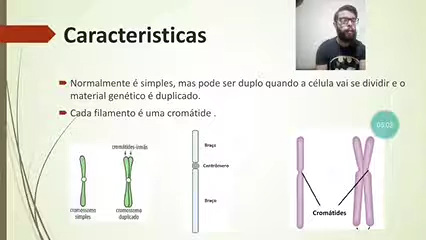 Caracteristicas
Normalmente é simples, mas pode ser duplo quando a célula vai se dividir e o
material genético é duplicado.
Cada filamento é uma cromátide .
05:02
cromátides-irmãs
cromossomo
simples
cromossomo
duplicado
Braço
Centrômero
Braço
Cromátides